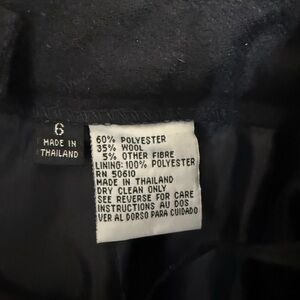 6
MADE IN
THAILAND
60% POLYESTER
35% WOOL
5% OTHER FIBRE
LINING: 100% POLYESTER
RN 50610
MADE IN THAILAND
DRY CLEAN ONLY
SEE REVERSE FOR CARE
INSTRUCTIONS AU DOS
VER AL DORSO PARA CUIDADO